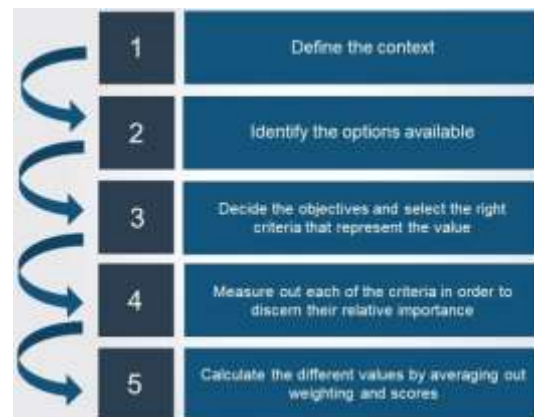 1
Define the context
2
Identify the options available
3
Decide the objectives and select the right
criteria that represent the value
4
Measure out each of the criteria in order to
discern their relative importance
5
Calculate the different values by averaging out
weighting and scores